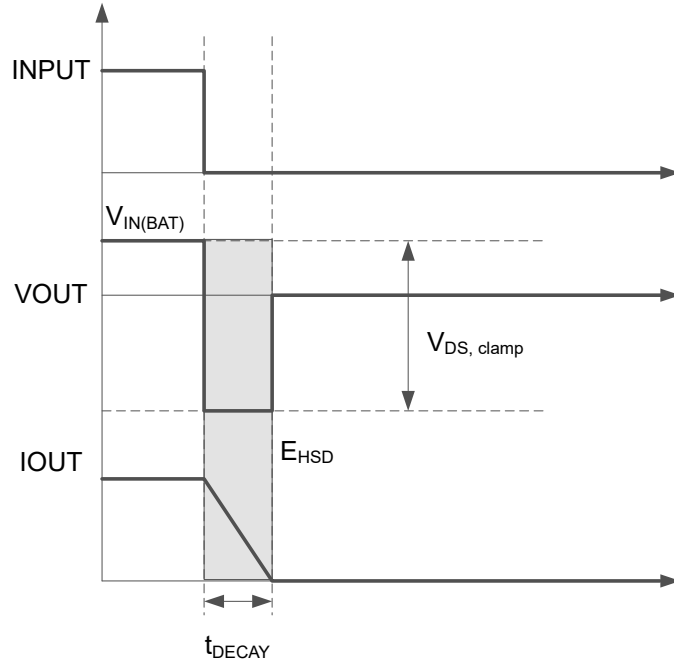 INPUT
VIN(BAT)
VOUT
VDS, clamp
EHSD
IOUT
tDECAY